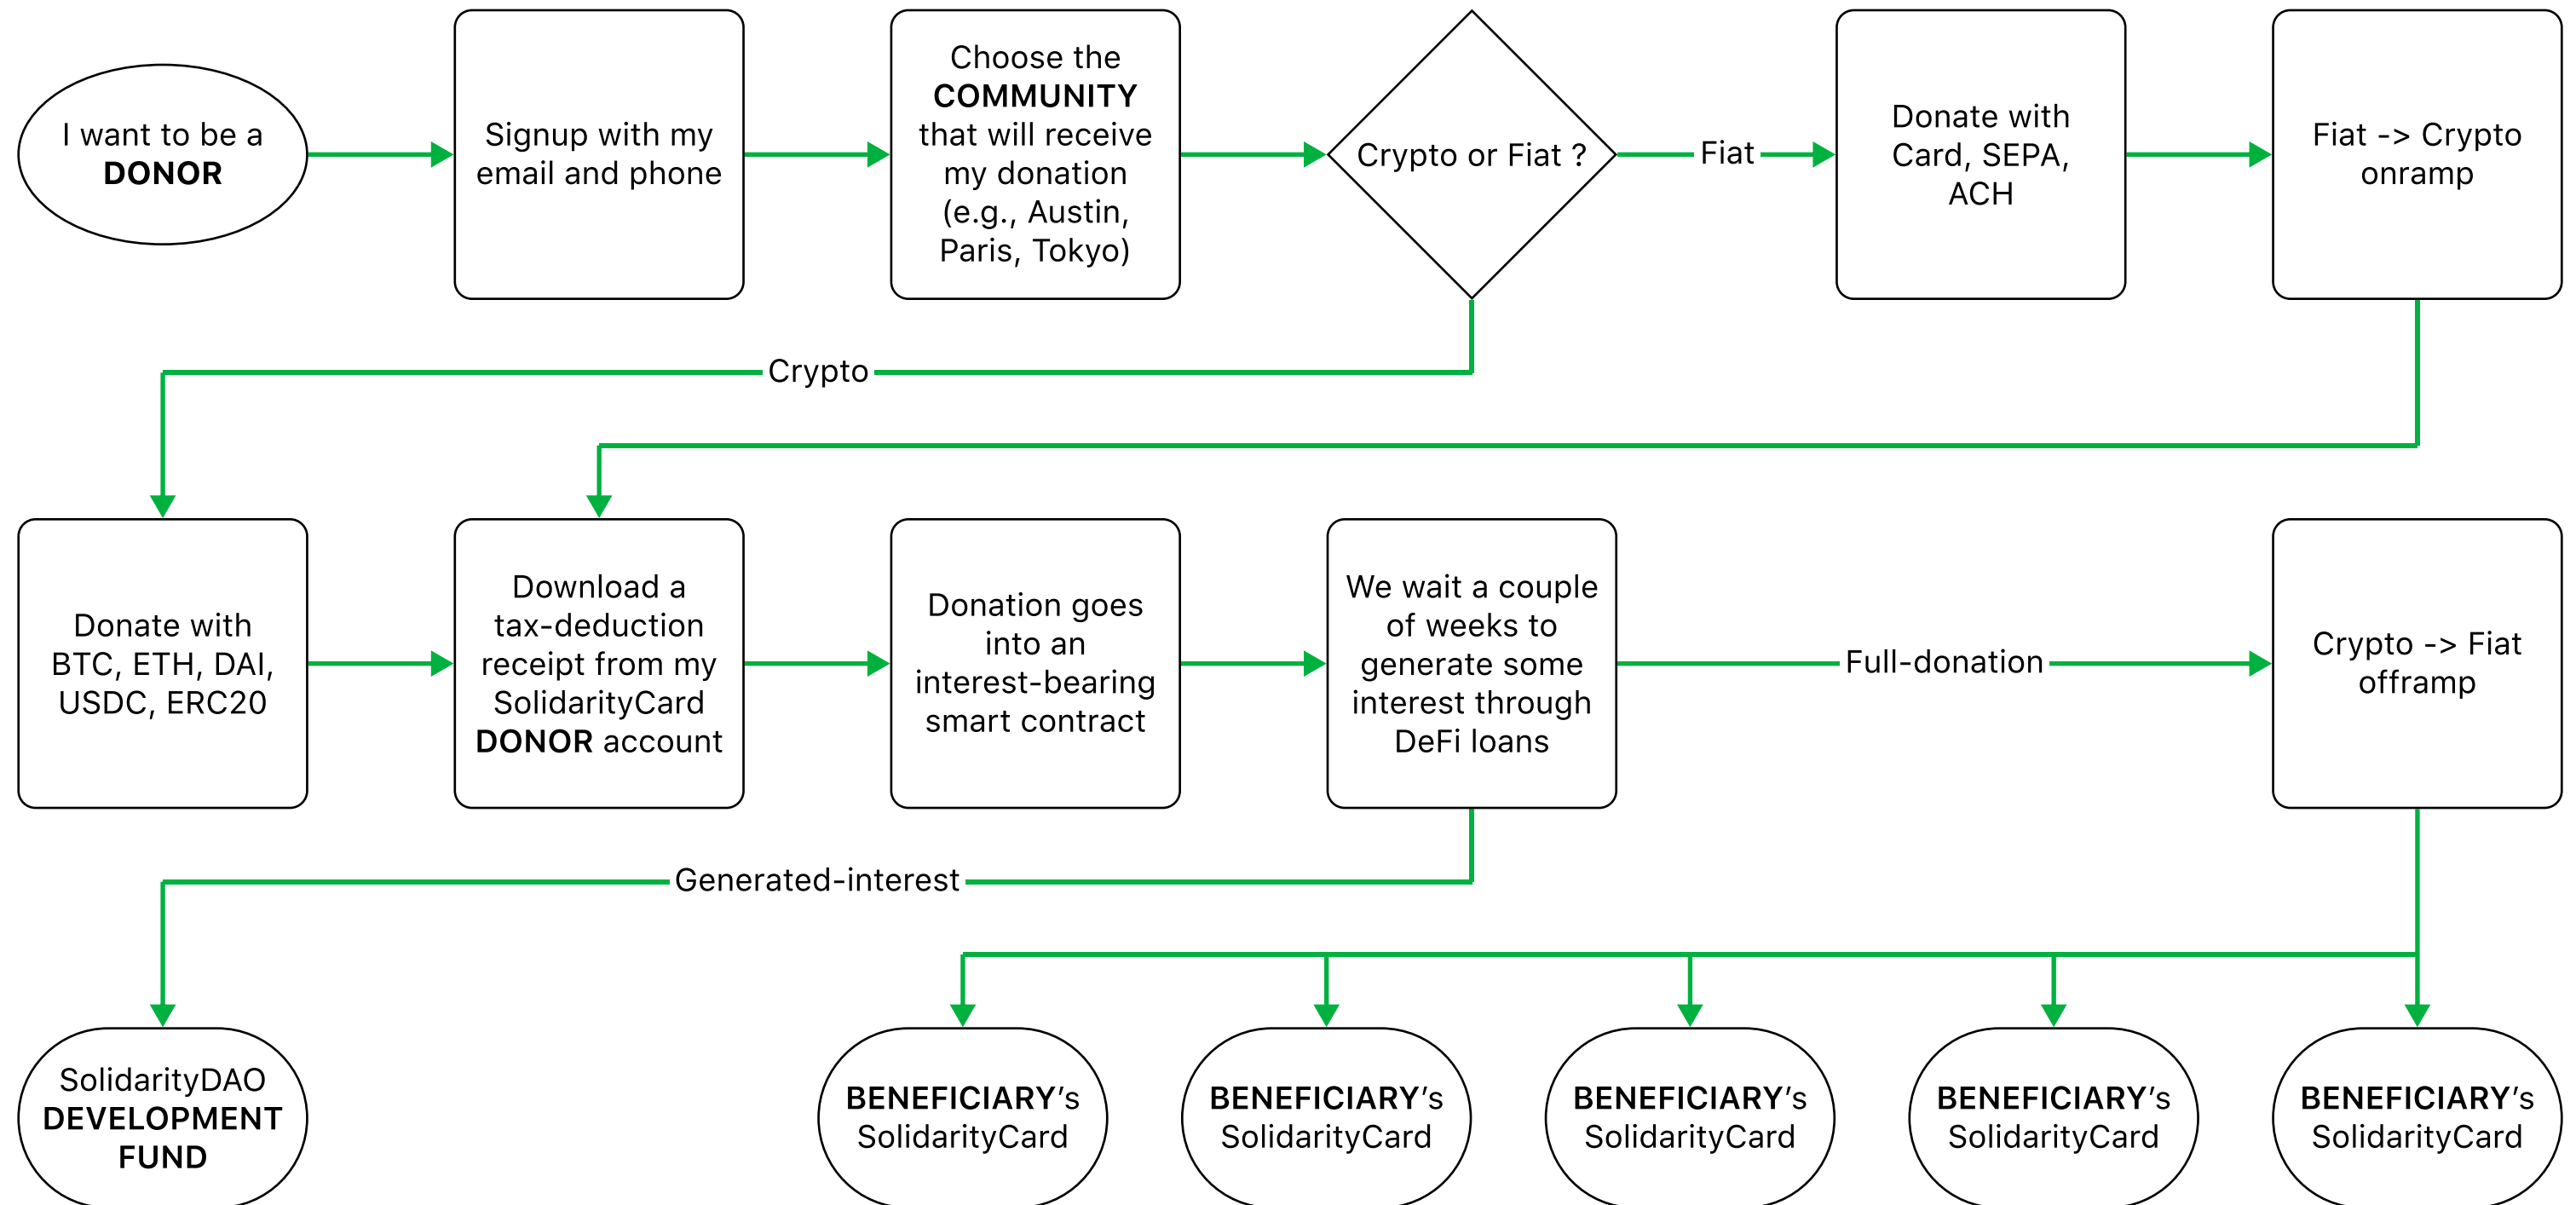 I want to be a
DONOR
Signup with my
email and phone
Choose the
COMMUNITY
that will receive
my donation
(e.g., Austin,
Paris, Tokyo)
Crypto or Fiat ?
Fiat
Donate with
Card, SEPA,
ACH
Fiat -> Crypto
onramp
Crypto
Donate with
BTC, ETH, DAI,
USDC, ERC20
Download a
tax-deduction
receipt from my
SolidarityCard
DONOR account
Donation goes
into an
interest-bearing
smart contract
We wait a couple
of weeks to
generate some
interest through
DeFi loans
Full-donation
Crypto -> Fiat
offramp
Generated-interest
SolidarityDAO
DEVELOPMENT
FUND
BENEFICIARY’s
SolidarityCard
BENEFICIARY’s
SolidarityCard
BENEFICIARY’s
SolidarityCard
BENEFICIARY’s
SolidarityCard
BENEFICIARY’s
SolidarityCard